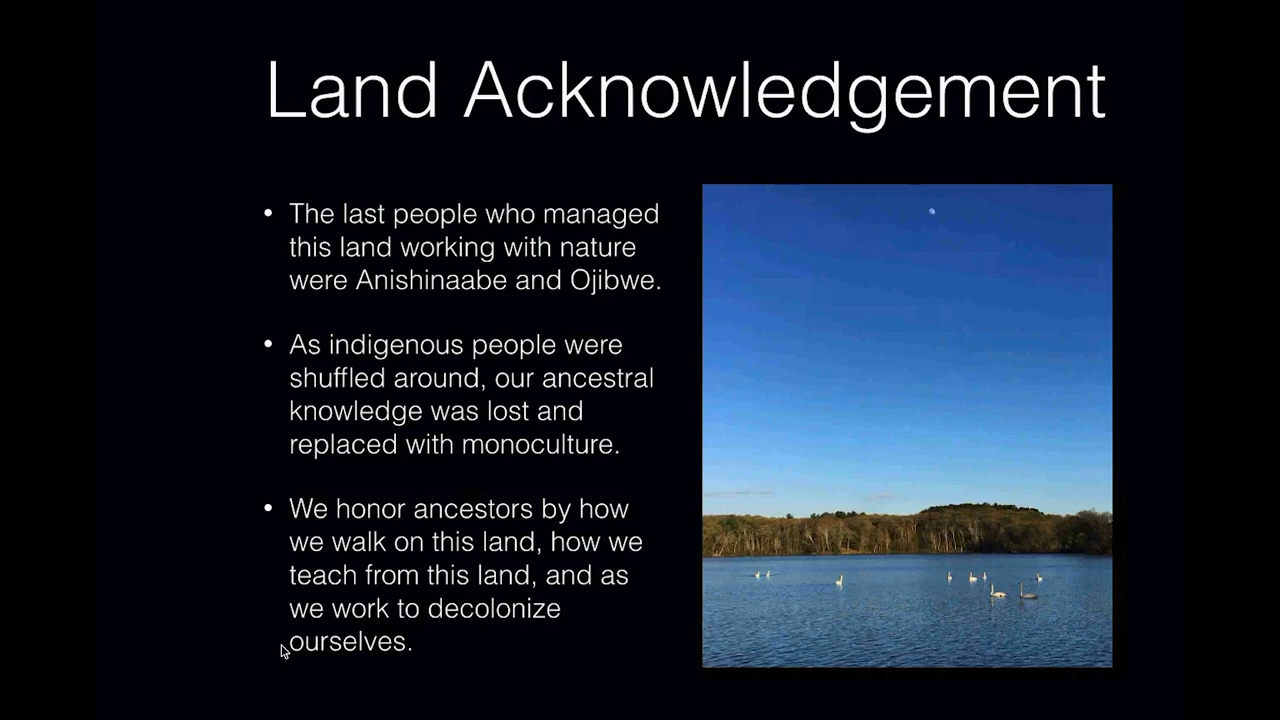 Land Acknowledgement
• The last people who managed
this land working with nature
were Anishinaabe and Ojibwe.
• As indigenous people were
shuffled around, our ancestral
knowledge was lost and
replaced with monoculture.
• We honor ancestors by how
we walk on this land, how we
teach from this land, and as
we work to decolonize
ourselves.